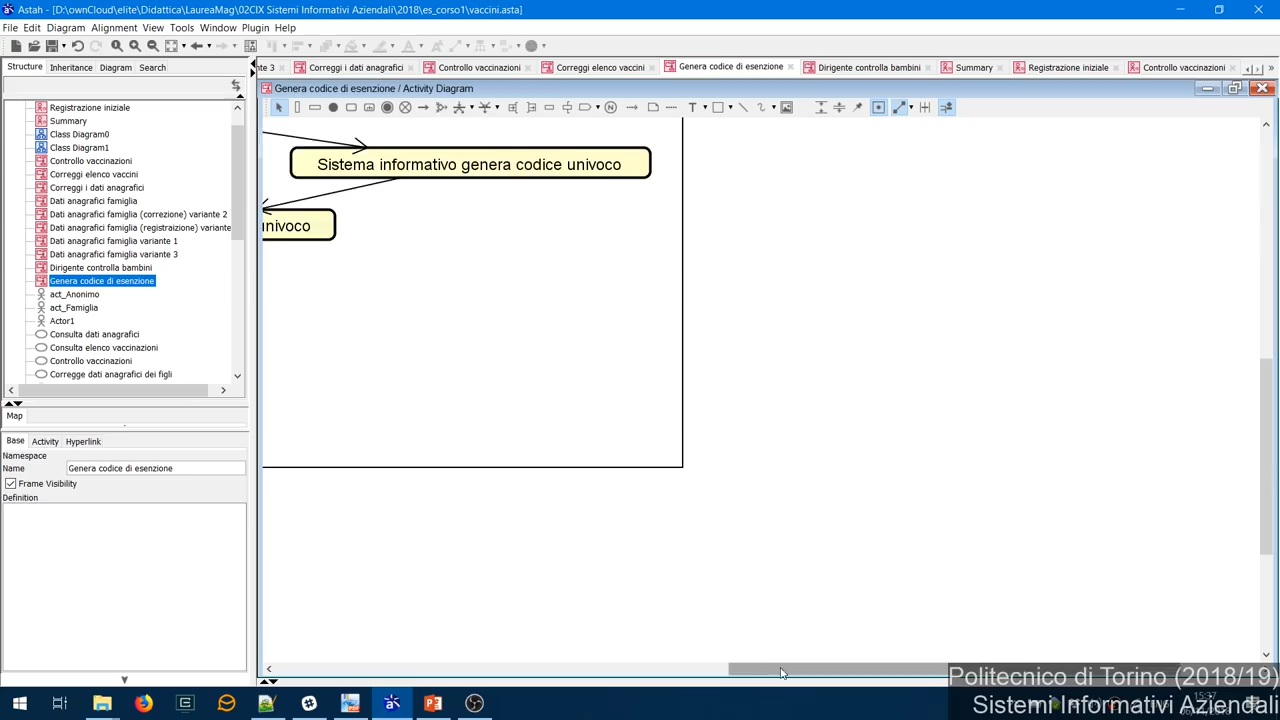 Astah - [D:\ownCloud\elite\Didattica\LaureaMag\02CIX Sistemi Informativi Aziendali\2018\es_corso1\vaccini.asta]
File Edit Diagram Alignment View Tools Window Plugin Help
Structure Inheritance Diagram Search
nte 3 Correggi i dati anagrafici Controllo vaccinazioni Correggi elenco vaccini Genera codice di esenzione Dirigente controlla bambini Summary Registrazione iniziale Controllo vaccinazioni
Genera codice di esenzione / Activity Diagram
Registrazione iniziale
Summary
Class Diagram0
Class Diagram1
Controllo vaccinazioni
Correggi elenco vaccini
Correggi i dati anagrafici
Dati anagrafici famiglia
Dati anagrafici famiglia (correzione) variante 2
Dati anagrafici famiglia (registraizione) variante
Dati anagrafici famiglia variante 1
Dati anagrafici famiglia variante 3
Dirigente controlla bambini
Genera codice di esenzione
act_Anonimo
act_Famiglia
Actor1
Consulta dati anagrafici
Consulta elenco vaccinazioni
Controllo vaccinazioni
Corregge dati anagrafici dei figli
Sistema informativo genera codice univoco
univoco
Map
Base Activity Hyperlink
Namespace
Name Genera codice di esenzione
Frame Visibility
Definition
Politecnico di Torino (2018/19)
Sistemi Informativi Aziendali
15:37